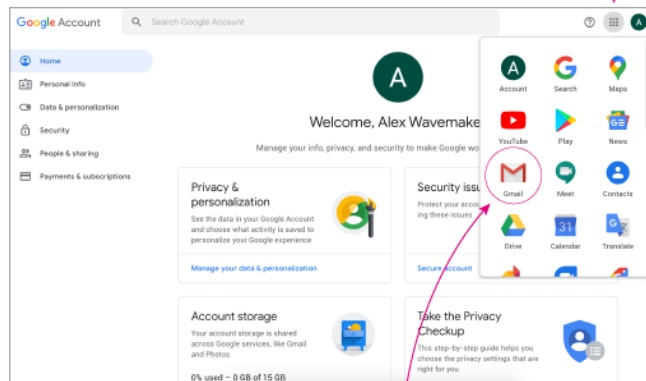 Google Account
Search Google Account
A
Home
Personal info
Data & personalization
Security
People & sharing
Payments & subscriptions
A
Welcome, Alex Wavemake
Manage your info, privacy, and security to make Google wo
Privacy &
personalization
See the data in your Google Account
and choose what activity is saved to
personalize your Google experience
Manage your data & personalization
Security issu
Protect your accou
ing these issues
Secure account
Account storage
Your account storage is shared
across Google services, like Gmail
and Photos
0% used – 0 GB of 15 GB
Take the Privacy
Checkup
This step-by-step guide helps you
choose the privacy settings that are
right for you
A
Account
Search
Maps
YouTube
Play
News
Gmail
Meet
Contacts
Drive
31
Calendar
Translate